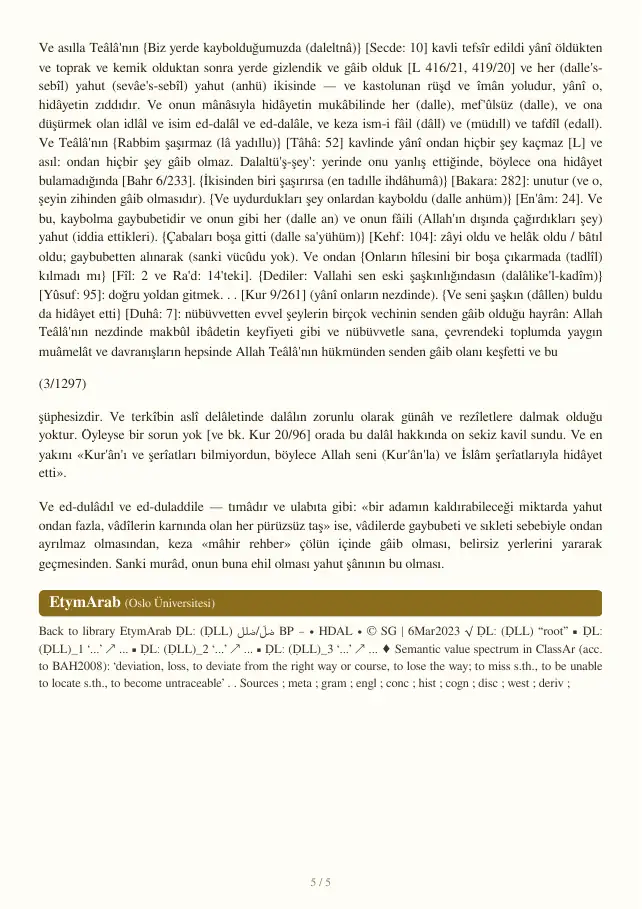 Ve asılla Teâlâ'nın {Biz yerde kaybolduğumuzda (daleltnâ)} [Secde: 10] kavli tefsîr edildi yânî öldükten
ve toprak ve kemik olduktan sonra yerde gizlendik ve gâib olduk [L 416/21, 419/20] ve her (dalle's-
sebîl) yahut (sevâe's-sebîl) yahut (anhü) ikisinde — ve kastolunan rüşd ve îmân yoludur, yânî o,
hidâyetin zıddıdır. Ve onun mânâsıyla hidâyetin mukâbilinde her (dalle), mef'ûlsüz (dalle), ve ona
düşürmek olan idlâl ve isim ed-dalâl ve ed-dalâle, ve keza ism-i fâil (dâll) ve (müdıll) ve tafdîl (edall).
Ve Teâlâ'nın {Rabbim şaşırmaz (lâ yadıllu)} [Tâhâ: 52] kavlinde yânî ondan hiçbir şey kaçmaz [L] ve
asıl: ondan hiçbir şey gâib olmaz. Dalaltü'ş-şey': yerinde onu yanlış ettiğinde, böylece ona hidâyet
bulamadığında [Bahr 6/233]. {İkisinden biri şaşırırsa (en tadılle ihdâhumâ)} [Bakara: 282]: unutur (ve o,
şeyin zihinden gâib olmasıdır). {Ve uydurdukları şey onlardan kayboldu (dalle anhüm)} [En'âm: 24]. Ve
bu, kaybolma gaybubetidir ve onun gibi her (dalle an) ve onun fâili (Allah'ın dışında çağırdıkları şey)
yahut (iddia ettikleri). {Çabaları boşa gitti (dalle sa'yühüm)} [Kehf: 104]: zâyi oldu ve helâk oldu / bâtıl
oldu; gaybubetten alınarak (sanki vücûdu yok). Ve ondan {Onların hîlesini bir boşa çıkarmada (tadlîl)
kılmadı mı} [Fîl: 2 ve Ra'd: 14'teki]. {Dediler: Vallahi sen eski şaşkınlığındasın (dalâlike'l-kadîm)}
[Yûsuf: 95]: doğru yoldan gitmek. . . [Kur 9/261] (yânî onların nezdinde). {Ve seni şaşkın (dâllen) buldu
da hidâyet etti} [Duhâ: 7]: nübüvvetten evvel şeylerin birçok vechinin senden gâib olduğu hayrân: Allah
Teâlâ'nın nezdinde makbûl ibâdetin keyfiyeti gibi ve nübüvvetle sana, çevrendeki toplumda yaygın
muâmelât ve davranışların hepsinde Allah Teâlâ'nın hükmünden senden gâib olanı keşfetti ve bu
(3/1297)
şüphesizdir. Ve terkîbin aslî delâletinde dalâlın zorunlu olarak günâh ve rezîletlere dalmak olduğu
yoktur. Öyleyse bir sorun yok [ve bk. Kur 20/96] orada bu dalâl hakkında on sekiz kavil sundu. Ve en
yakını «Kur'ân'ı ve şerîatları bilmiyordun, böylece Allah seni (Kur'ân'la) ve İslâm şerîatlarıyla hidâyet
etti».
Ve ed-dulâdıl ve ed-duladdile — tımâdır ve ulabıta gibi: «bir adamın kaldırabileceği miktarda yahut
ondan fazla, vâdîlerin karnında olan her pürüzsüz taş» ise, vâdilerde gaybubeti ve sıkleti sebebiyle ondan
ayrılmaz olmasından, keza «mâhir rehber» çölün içinde gâib olması, belirsiz yerlerini yararak
geçmesinden. Sanki murâd, onun buna ehil olması yahut şânının bu olması.
EtymArab (Oslo Üniversitesi)
Back to library EtymArab ḌL: (ḌLL) ضلّ/ضلل BP – • HDAL • © SG | 6Mar2023 √ ḌL: (ḌLL) “root” ▪ ḌL:
(ḌLL)_1 ‘...’ ↗ ... ▪ ḌL: (ḌLL)_2 ‘...’ ↗ ... ▪ ḌL: (ḌLL)_3 ‘...’ ↗ ... ♦ Semantic value spectrum in ClassAr (acc.
to BAH2008): ‘deviation, loss, to deviate from the right way or course, to lose the way; to miss s.th., to be unable
to locate s.th., to become untraceable’ . . Sources ; meta ; gram ; engl ; conc ; hist ; cogn ; disc ; west ; deriv ;
5 / 5